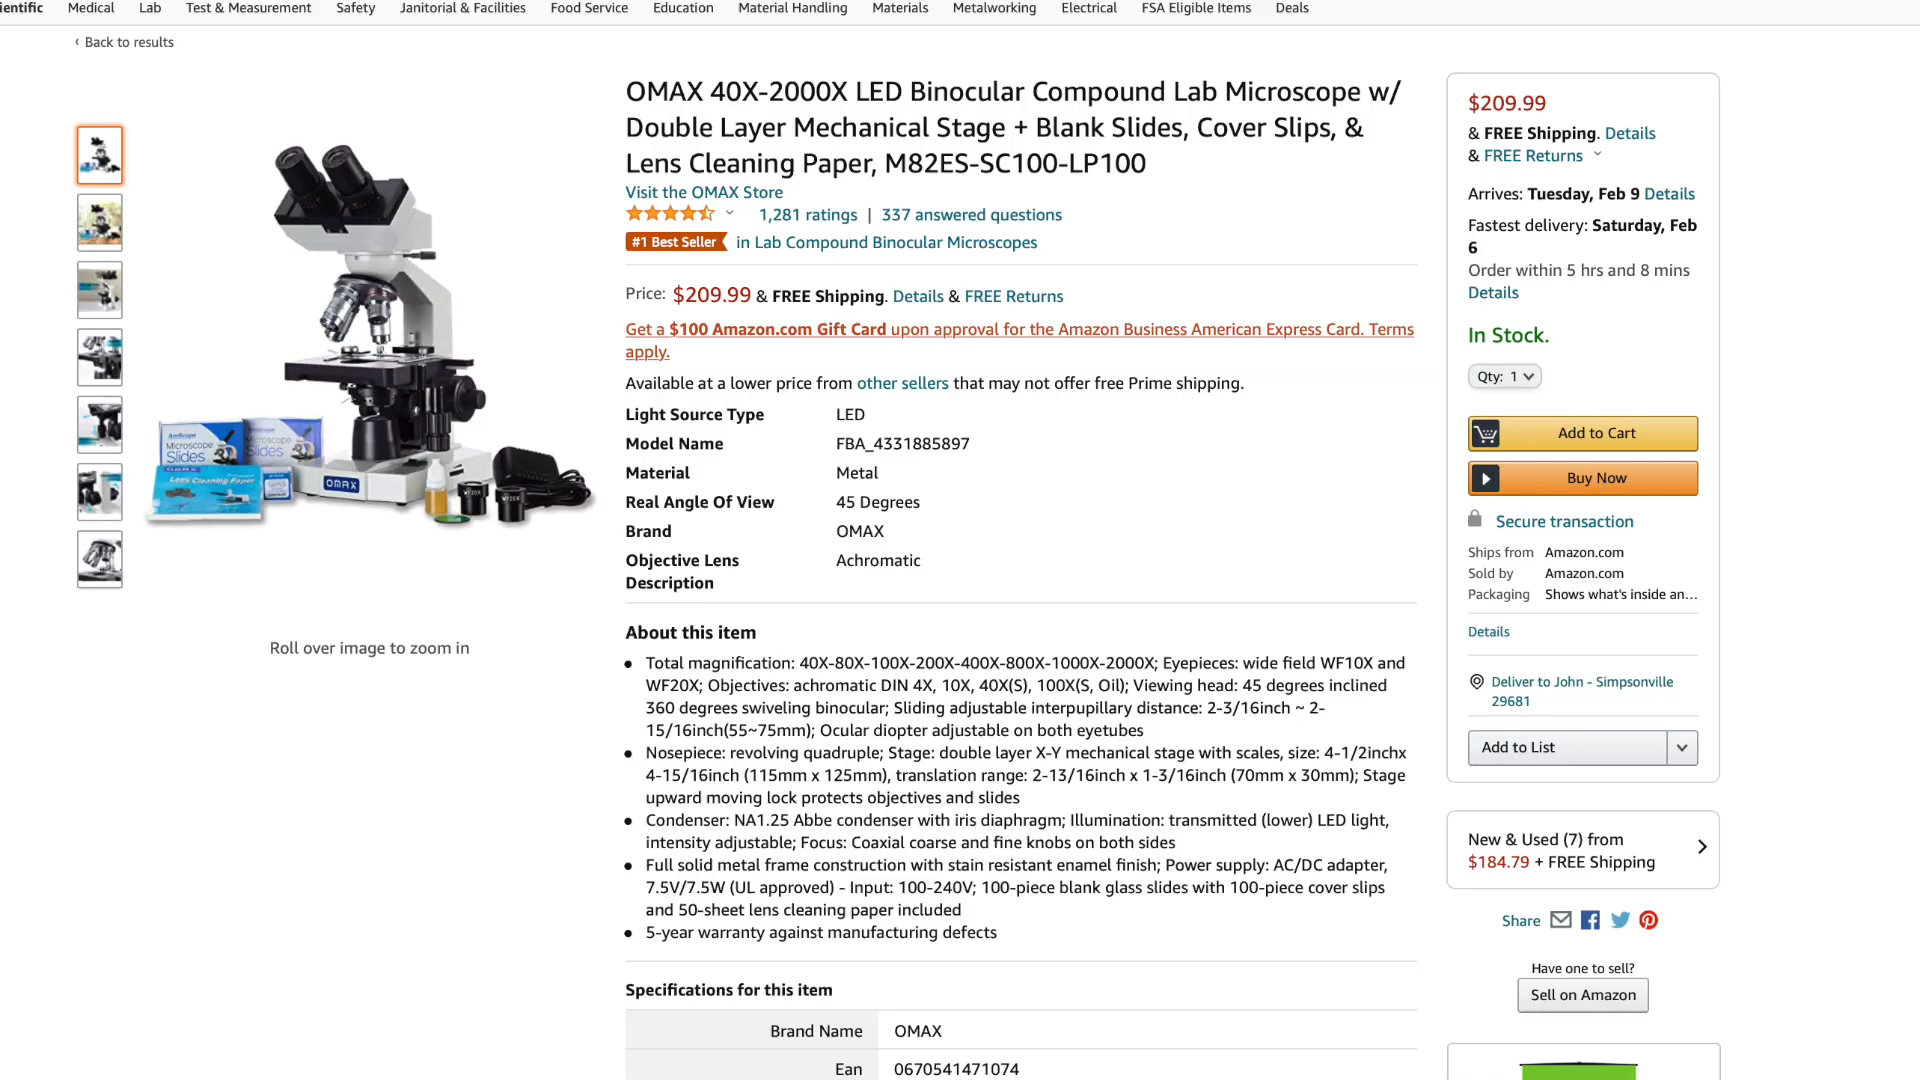 entific Medical Lab Test & Measurement Safety Janitorial & Facilities Food Service Education Material Handling Materials Metalworking Electrical FSA Eligible Items Deals
‹ Back to results
OMAX 40X-2000X LED Binocular Compound Lab Microscope w/
Double Layer Mechanical Stage + Blank Slides, Cover Slips, &
Lens Cleaning Paper, M82ES-SC100-LP100
Visit the OMAX Store
1,281 ratings | 337 answered questions
#1 Best Seller in Lab Compound Binocular Microscopes
Price: $209.99 & FREE Shipping. Details & FREE Returns
Get a $100 Amazon.com Gift Card upon approval for the Amazon Business American Express Card. Terms
apply.
Available at a lower price from other sellers that may not offer free Prime shipping.
Light Source Type LED
Model Name FBA_4331885897
Material Metal
Real Angle Of View 45 Degrees
Brand OMAX
Objective Lens Achromatic
Description
About this item
• Total magnification: 40X-80X-100X-200X-400X-800X-1000X-2000X; Eyepieces: wide field WF10X and
WF20X; Objectives: achromatic DIN 4X, 10X, 40X(S), 100X(S, Oil); Viewing head: 45 degrees inclined
360 degrees swiveling binocular; Sliding adjustable interpupillary distance: 2-3/16inch ~ 2-
15/16inch(55~75mm); Ocular diopter adjustable on both eyetubes
• Nosepiece: revolving quadruple; Stage: double layer X-Y mechanical stage with scales, size: 4-1/2inchx
4-15/16inch (115mm x 125mm), translation range: 2-13/16inch x 1-3/16inch (70mm x 30mm); Stage
upward moving lock protects objectives and slides
• Condenser: NA1.25 Abbe condenser with iris diaphragm; Illumination: transmitted (lower) LED light,
intensity adjustable; Focus: Coaxial coarse and fine knobs on both sides
• Full solid metal frame construction with stain resistant enamel finish; Power supply: AC/DC adapter,
7.5V/7.5W (UL approved) - Input: 100-240V; 100-piece blank glass slides with 100-piece cover slips
and 50-sheet lens cleaning paper included
• 5-year warranty against manufacturing defects
Specifications for this item
Brand Name OMAX
Ean 0670541471074
AmScope
Microscope
Slides
AmScope
Microscope
Slides
OMAX
Lens Cleaning Paper
OMAX
WF20X
WF20X
Roll over image to zoom in
$209.99
& FREE Shipping. Details
& FREE Returns
Arrives: Tuesday, Feb 9 Details
Fastest delivery: Saturday, Feb
6
Order within 5 hrs and 8 mins
Details
In Stock.
Qty: 1
Add to Cart
Buy Now
Secure transaction
Ships from Amazon.com
Sold by Amazon.com
Packaging Shows what's inside an...
Details
Deliver to John - Simpsonville
29681
Add to List
New & Used (7) from
$184.79 + FREE Shipping
Share
Have one to sell?
Sell on Amazon